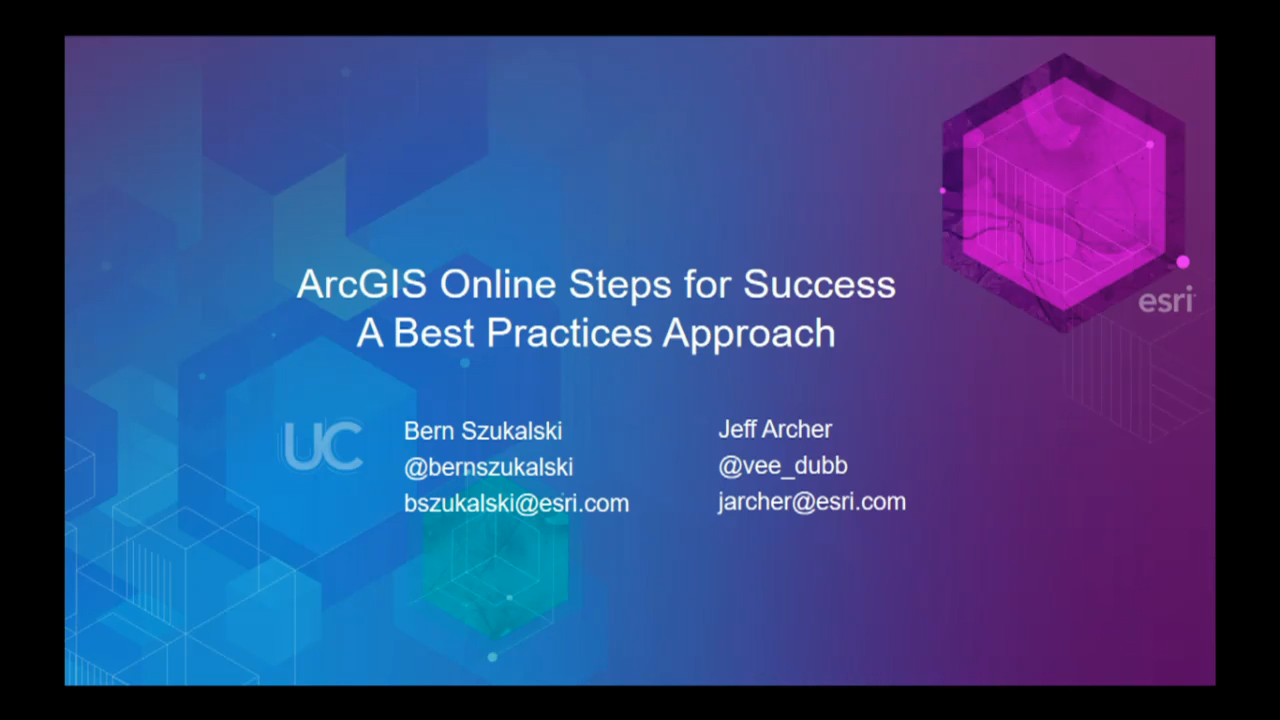 esri
ArcGIS Online Steps for Success
A Best Practices Approach
UC
Bern Szukalski
@bernszukalski
bszukalski@esri.com
Jeff Archer
@vee_dubb
jarcher@esri.com